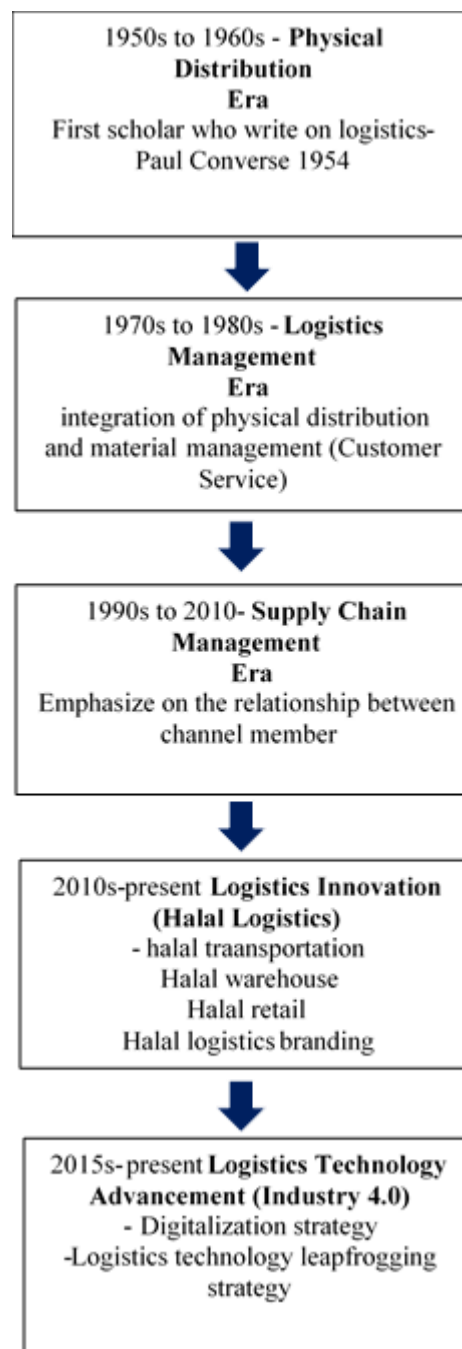 1950s to 1960s - Physical
Distribution
Era
First scholar who write on logistics-
Paul Converse 1954
1970s to 1980s - Logistics
Management
Era
integration of physical distribution
and material management (Customer
Service)
1990s to 2010- Supply Chain
Management
Era
Emphasize on the relationship between
channel member
2010s-present Logistics Innovation
(Halal Logistics)
- halal traansportation
Halal warehouse
Halal retail
Halal logistics branding
2015s- present Logistics Technology
Advancement (Industry 4.0)
- Digitalization strategy
-Logistics technology leapfrogging
strategy